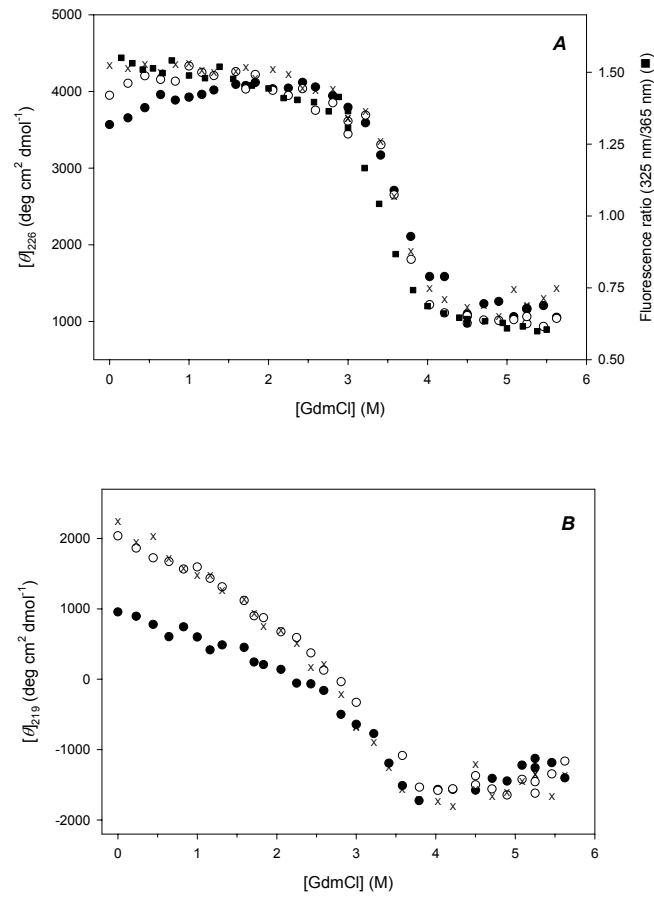 A
5000
4000
3000
2000
1000
[θ]₂₂₆ (deg cm² dmol⁻¹)
1.50
1.25
1.00
0.75
0.50
Fluorescence ratio (325 nm/365 nm) (■)
0 1 2 3 4 5 6
[GdmCl] (M)
B
2000
1000
0
-1000
-2000
[θ]₂₁₉ (deg cm² dmol⁻¹)
0 1 2 3 4 5 6
[GdmCl] (M)